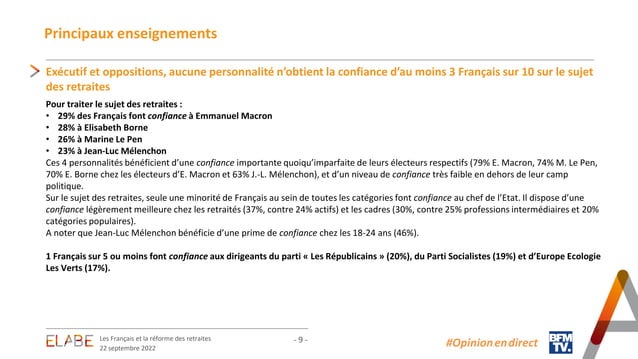 Principaux enseignements
Exécutif et oppositions, aucune personnalité n’obtient la confiance d’au moins 3 Français sur 10 sur le sujet
des retraites
Pour traiter le sujet des retraites :
• 29% des Français font confiance à Emmanuel Macron
• 28% à Elisabeth Borne
• 26% à Marine Le Pen
• 23% à Jean-Luc Mélenchon
Ces 4 personnalités bénéficient d’une confiance importante quoiqu’imparfaite de leurs électeurs respectifs (79% E. Macron, 74% M. Le Pen,
70% E. Borne chez les électeurs d’E. Macron et 63% J.-L. Mélenchon), et d’un niveau de confiance très faible en dehors de leur camp
politique.
Sur le sujet des retraites, seule une minorité de Français au sein de toutes les catégories font confiance au chef de l’Etat. Il dispose d’une
confiance légèrement meilleure chez les retraités (37%, contre 24% actifs) et les cadres (30%, contre 25% professions intermédiaires et 20%
catégories populaires).
A noter que Jean-Luc Mélenchon bénéficie d’une prime de confiance chez les 18-24 ans (46%).
1 Français sur 5 ou moins font confiance aux dirigeants du parti « Les Républicains » (20%), du Parti Socialistes (19%) et d’Europe Ecologie
Les Verts (17%).
ELABE
Les Français et la réforme des retraites
22 septembre 2022
- 9 -
#Opinionendirect
BFM
TV.